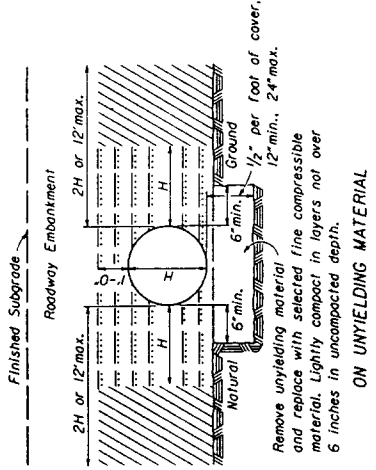 Finished Subgrade
Roadway Embankment
2H or 12' max.
2H or 12' max.
1'-0"
H
H
H
Natural
Ground
6" min.
6" min.
1/2" per foot of cover,
12" min., 24" max.
Remove unyielding material
and replace with selected fine compressible
material. Lightly compact in layers not over
6 inches in uncompacted depth.
ON UNYIELDING MATERIAL